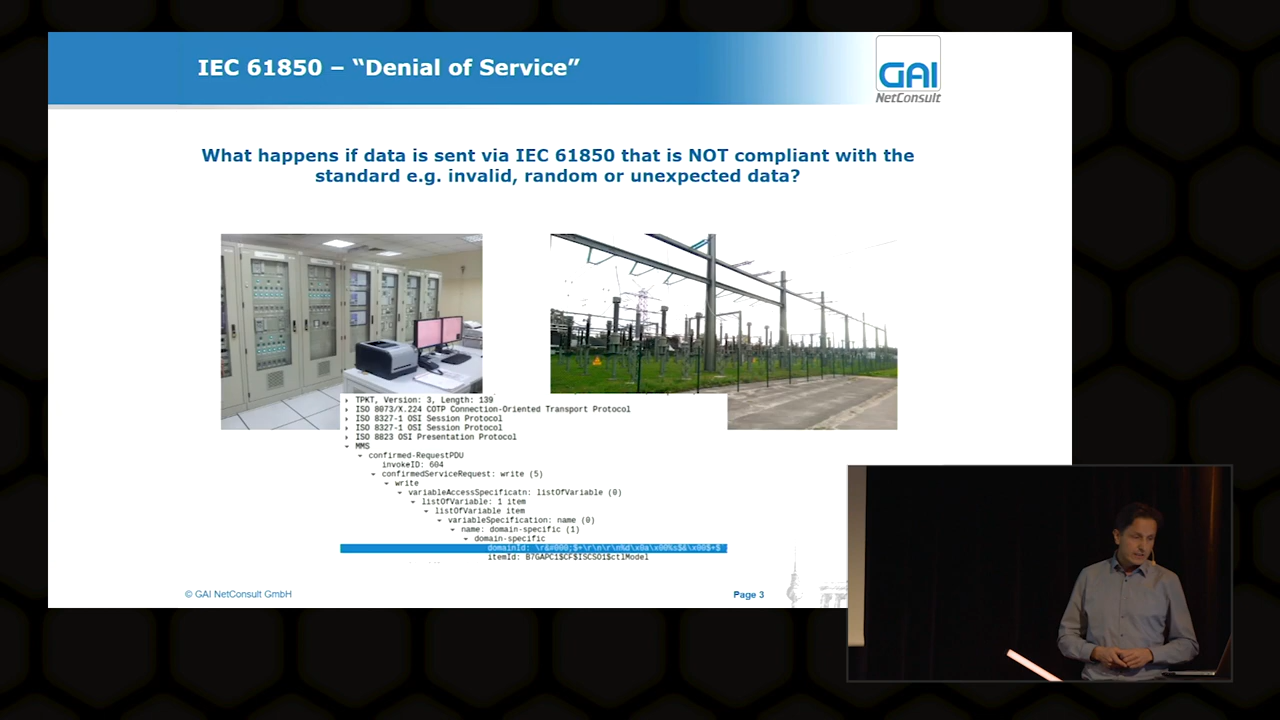 IEC 61850 – “Denial of Service”
GAI
NetConsult
What happens if data is sent via IEC 61850 that is NOT compliant with the
standard e.g. invalid, random or unexpected data?
TPKT, Version: 3, Length: 139
ISO 8073/X.224 COTP Connection-Oriented Transport Protocol
ISO 8327-1 OSI Session Protocol
ISO 8327-1 OSI Session Protocol
ISO 8823 OSI Presentation Protocol
MMS
confirmed-RequestPDU
invokeID: 604
confirmedServiceRequest: write (5)
write
variableAccessSpecificatn: listOfVariable (0)
listOfVariable: 1 item
listOfVariable item
variableSpecification: name (0)
name: domain-specific (1)
domain-specific
domainId:
itemId: B7GAPC1$CF$ISCSO1$ctlModel
© GAI NetConsult GmbH
Page 3